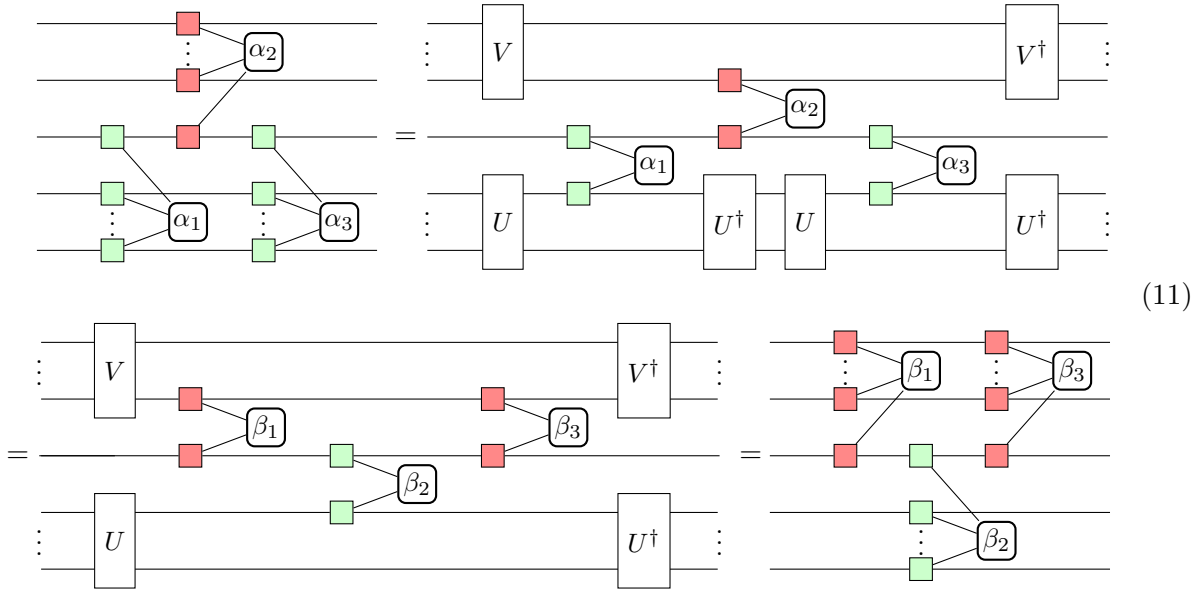 α₂ V V†
α₂
= α₁ α₃
α₁ α₃ U U† U U†
(11)
V V† β₁ β₃
β₁ β₃
= β₂ =
U U† β₂